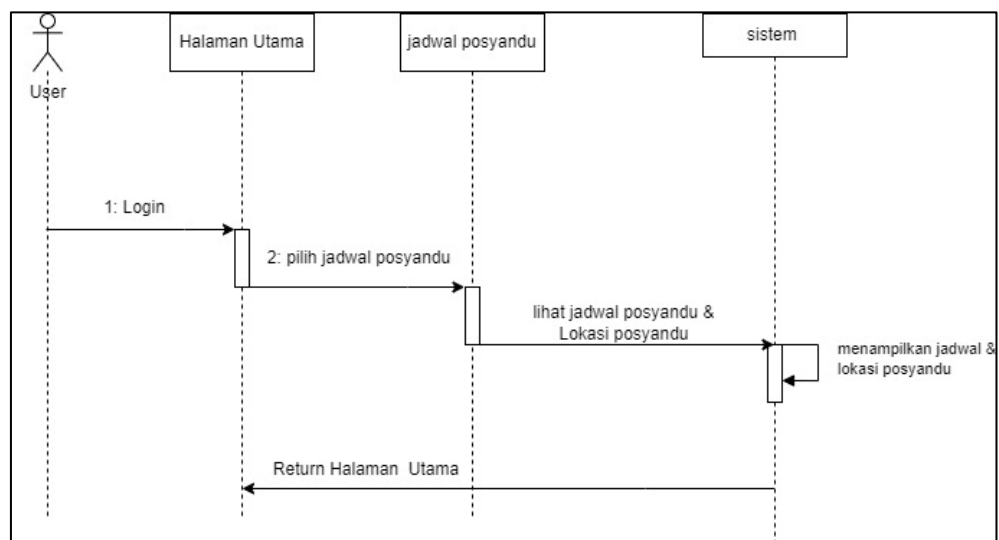 Halaman Utama
jadwal posyandu
sistem
User
1: Login
2: pilih jadwal posyandu
lihat jadwal posyandu &
Lokasi posyandu
menampilkan jadwal &
lokasi posyandu
Return Halaman  Utama